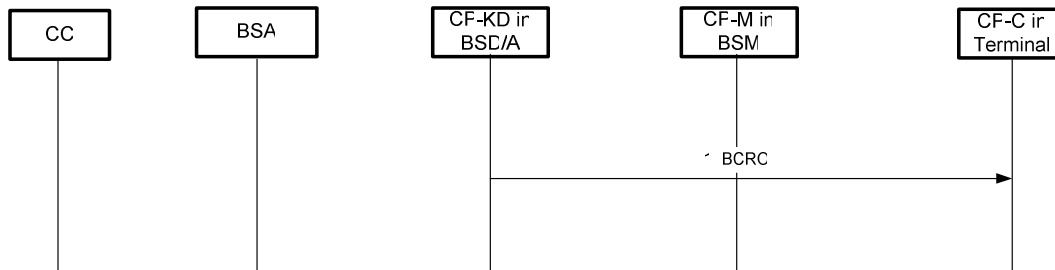 CC
BSA
CF-KD in
BSD/A
CF-M in
BSM
CF-C in
Terminal
BCRO